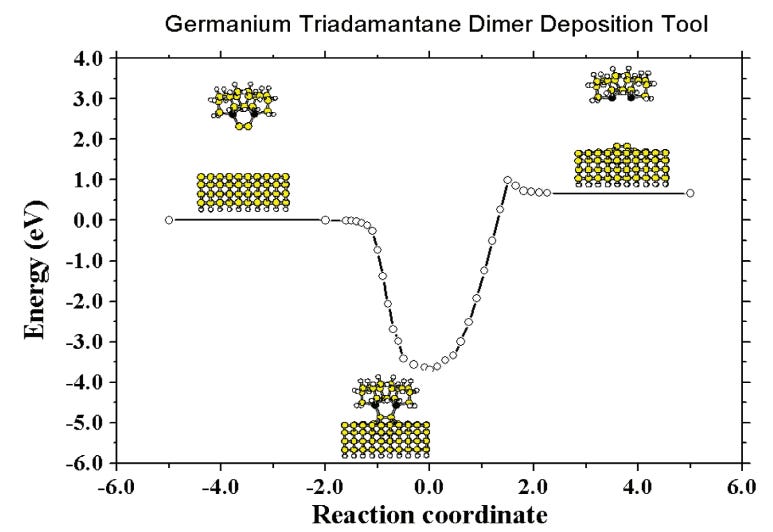 Germanium Triadamantane Dimer Deposition Tool
4.0
3.0
2.0
1.0
0.0
-1.0
-2.0
-3.0
-4.0
-5.0
-6.0
Energy (eV)
-6.0 -4.0 -2.0 0.0 2.0 4.0 6.0
Reaction coordinate